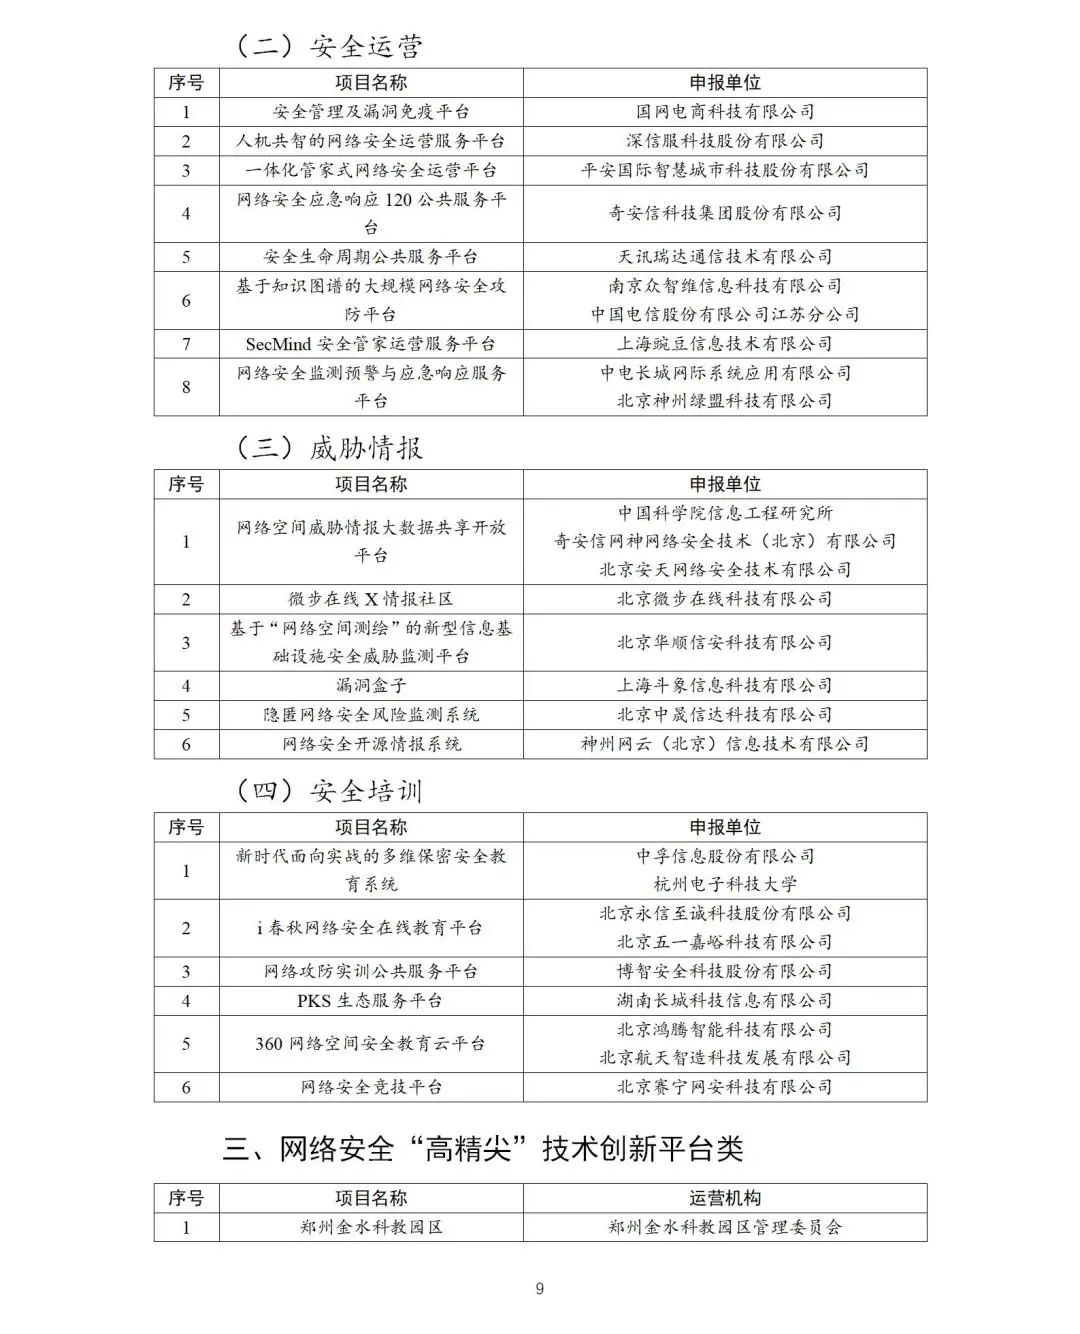 （二）安全运营
序号 项目名称 申报单位
1 安全管理及漏洞免疫平台 国网电商科技有限公司
2 人机共智的网络安全运营服务平台 深信服科技股份有限公司
3 一体化管家式网络安全运营平台 平安国际智慧城市科技股份有限公司
4 网络安全应急响应 120 公共服务平
台 奇安信科技集团股份有限公司
5 安全生命周期公共服务平台 天讯瑞达通信技术有限公司
6 基于知识图谱的大规模网络安全攻 南京众智维信息科技有限公司
防平台 中国电信股份有限公司江苏分公司
7 SecMind 安全管家运营服务平台 上海豌豆信息技术有限公司
8 网络安全监测预警与应急响应服务 中电长城网际系统应用有限公司
平台 北京神州绿盟科技有限公司
（三）威胁情报
序号 项目名称 申报单位
中国科学院信息工程研究所
1 网络空间威胁情报大数据共享开放 奇安信网神网络安全技术（北京）有限公司
平台 北京安天网络安全技术有限公司
2 微步在线 X 情报社区 北京微步在线科技有限公司
3 基于“网络空间测绘”的新型信息基
础设施安全威胁监测平台 北京华顺信安科技有限公司
4 漏洞盒子 上海斗象信息科技有限公司
5 隐匿网络安全风险监测系统 北京中晟信达科技有限公司
6 网络安全开源情报系统 神州网云（北京）信息技术有限公司
（四）安全培训
序号 项目名称 申报单位
1 新时代面向实战的多维保密安全教 中孚信息股份有限公司
育系统 杭州电子科技大学
2 i 春秋网络安全在线教育平台 北京永信至诚科技股份有限公司
北京五一嘉峪科技有限公司
3 网络攻防实训公共服务平台 博智安全科技股份有限公司
4 PKS 生态服务平台 湖南长城科技信息有限公司
5 360 网络空间安全教育云平台 北京鸿腾智能科技有限公司
北京航天智造科技发展有限公司
6 网络安全竞技平台 北京赛宁网安科技有限公司
三、网络安全“高精尖”技术创新平台类
序号 项目名称 运营机构
1 郑州金水科教园区 郑州金水科教园区管理委员会
9